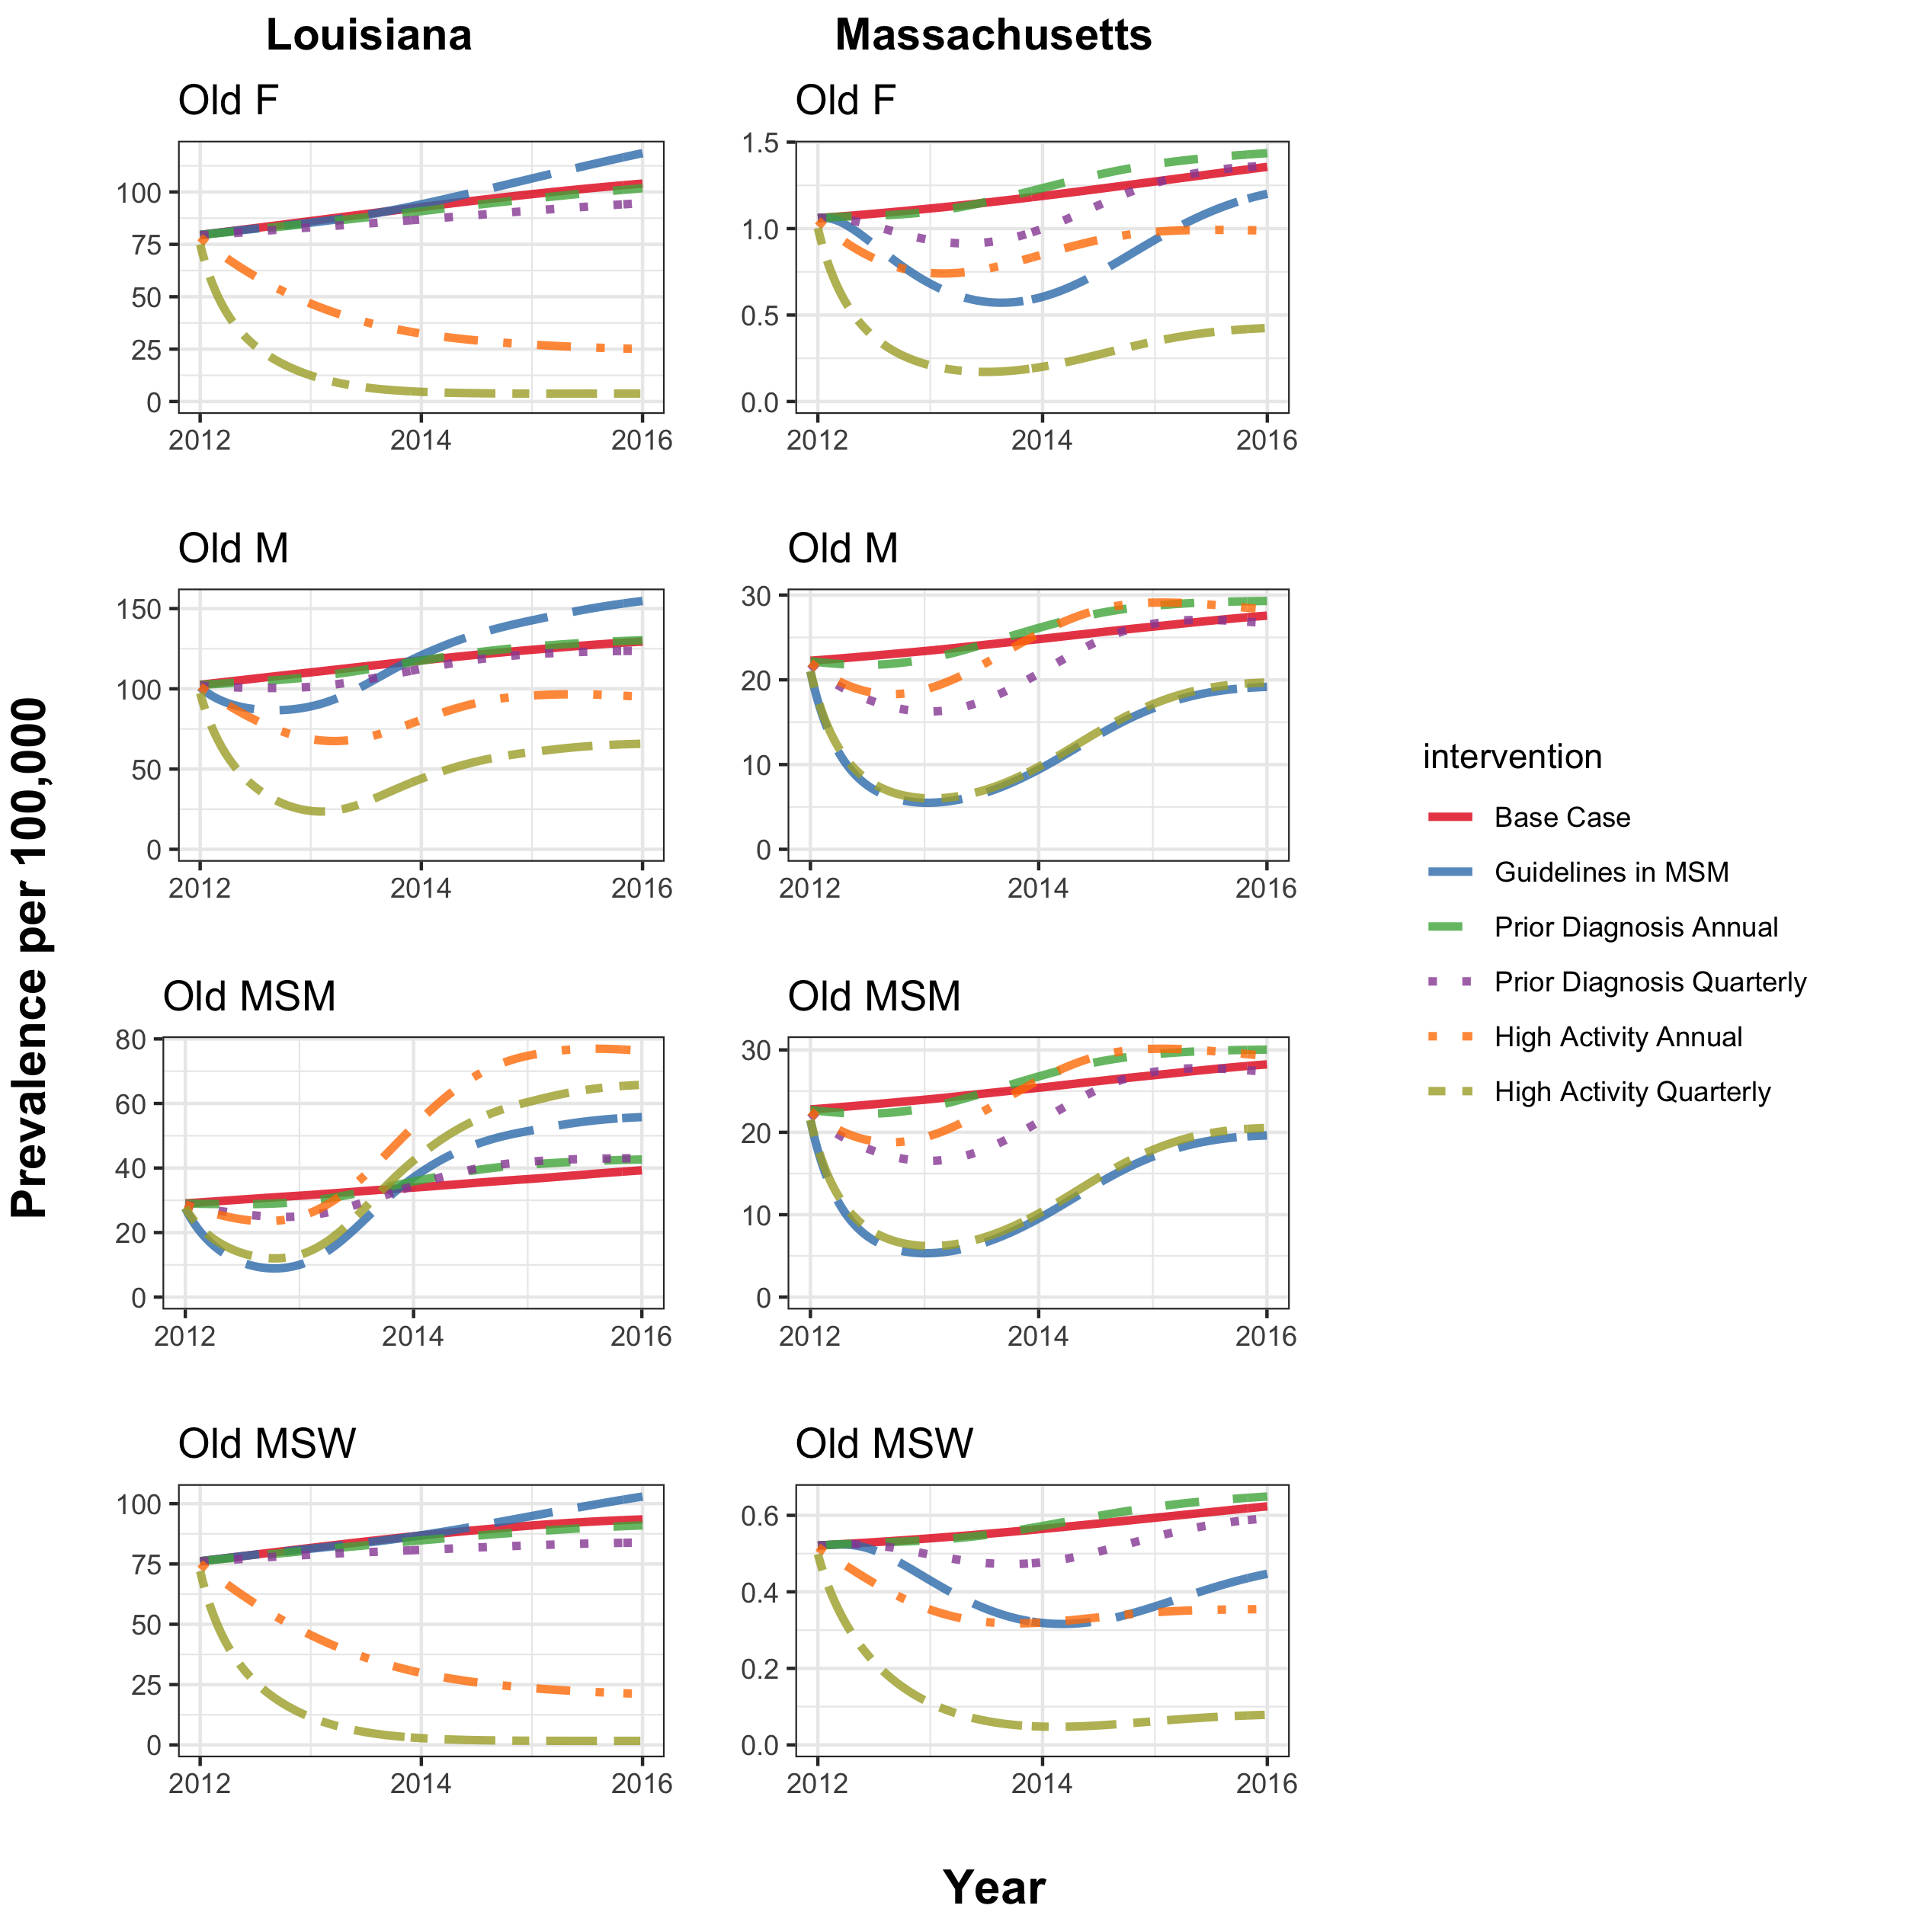 Louisiana
Massachusetts
Old F
Old F
100
75
50
25
0
2012 2014 2016
1.5
1.0
0.5
0.0
2012 2014 2016
Old M
Old M
150
100
50
0
2012 2014 2016
30
20
10
0
2012 2014 2016
Old MSM
Old MSM
80
60
40
20
0
2012 2014 2016
30
20
10
0
2012 2014 2016
Old MSW
Old MSW
100
75
50
25
0
2012 2014 2016
0.6
0.4
0.2
0.0
2012 2014 2016
Prevalence per 100,000
Year
intervention
Base Case
Guidelines in MSM
Prior Diagnosis Annual
Prior Diagnosis Quarterly
High Activity Annual
High Activity Quarterly